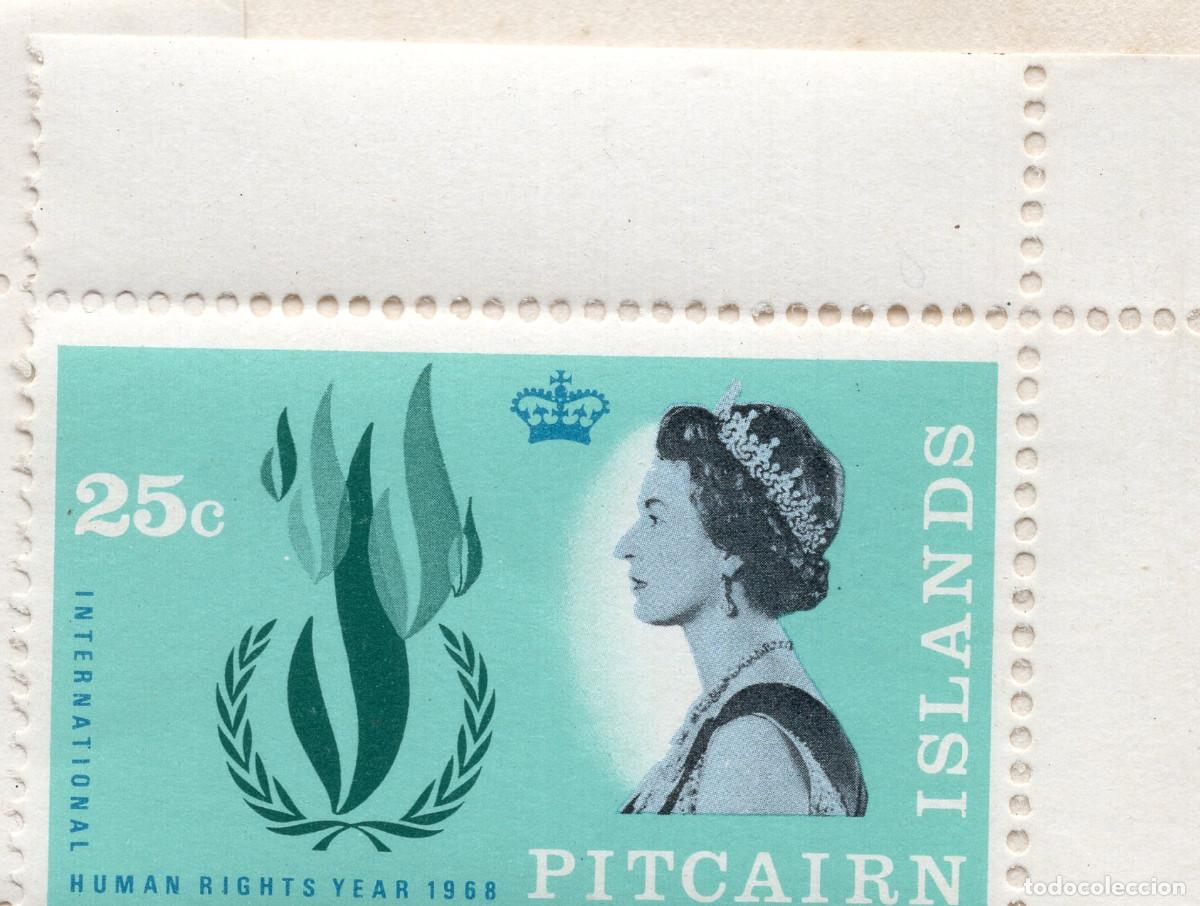 25c
INTERNATIONAL
HUMAN RIGHTS YEAR 1968
PITCAIRN
ISLANDS
todocoleccion